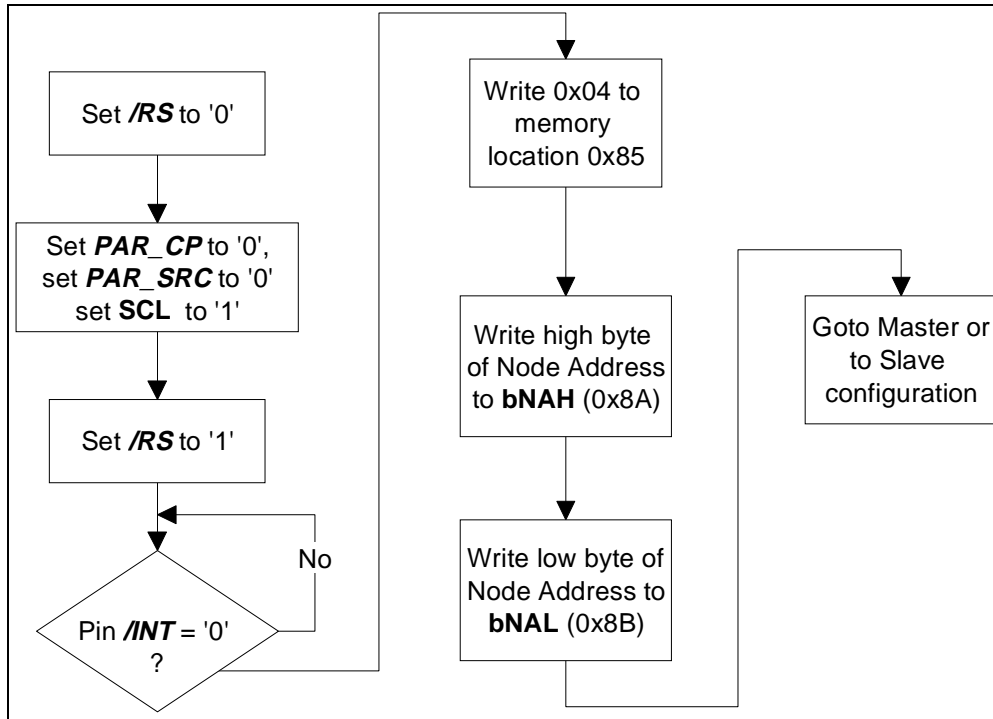 Set /RS to '0'
Set PAR_CP to '0',
set PAR_SRC to '0'
set SCL to '1'
Set /RS to '1'
No
Pin /INT = '0'
?
Write 0x04 to
memory
location 0x85
Write high byte
of Node Address
to bNAH (0x8A)
Write low byte of
Node Address to
bNAL (0x8B)
Goto Master or
to Slave
configuration